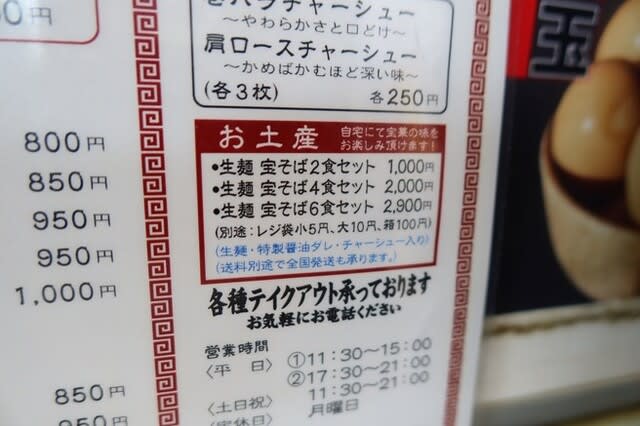 0円
800円
850円
950円
950円
1,000円
850円
950円
バラチャーシュー
〜やわらかさと口どけ〜
肩ロースチャーシュー
〜かめばかむほど深い味〜
(各3枚) 各250円
お土産 自宅にて宝景の味を
お楽しみ頂けます!
•生麺 宝そば2食セット 1,000円
•生麺 宝そば4食セット 2,000円
•生麺 宝そば6食セット 2,900円
(別途:レジ袋小5円、大10円、箱100円)
(生麺・特製醤油ダレ・チャーシュー入り)
(送料別途で全国発送も承ります。)
各種テイクアウト承っております
お気軽にお電話ください
営業時間
〈平 日〉 ①11:30〜15:00
②17:30〜21:00
〈土日祝〉 11:30〜21:00
〈定休日〉 月曜日